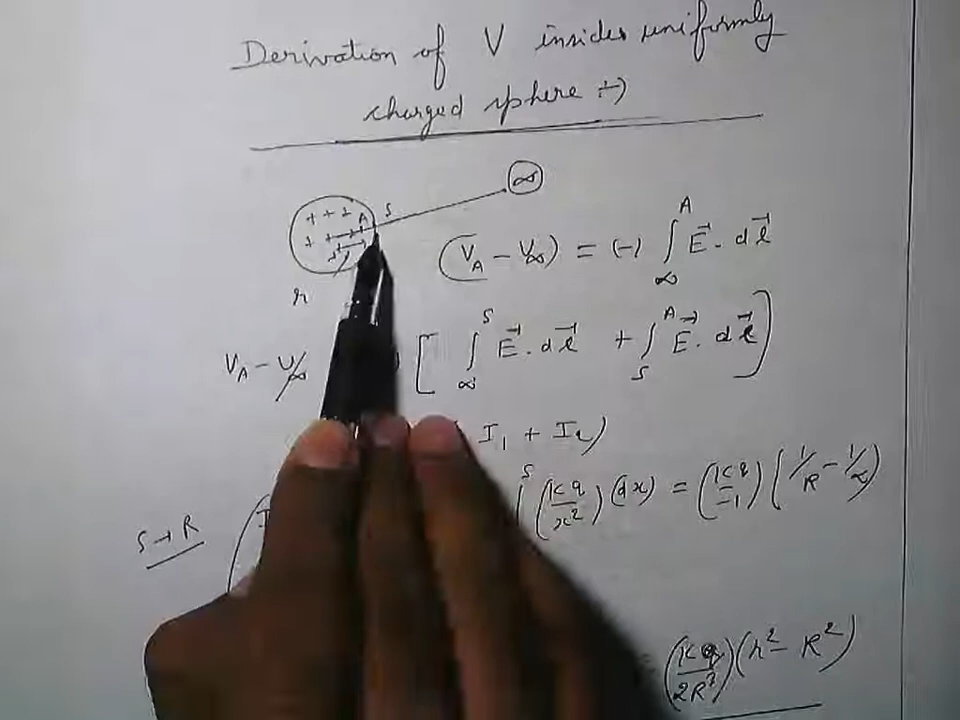 Derivation of V inside uniformly
charged sphere :-)
∞
+ + + A S
+
r
(V_A - V_∞) = (-) ∫_∞^A E⃗ . dl⃗
V_A - V_∞ [ ∫_∞^S E⃗ . dl⃗ + ∫_S^A E⃗ . dl⃗ ]
I_1 + I_2)
S→R ∫^S (Kq/x²) (dx) = (Kq/-1) (1/R - 1/∞)
(Kq/2R³) (r² - R²)